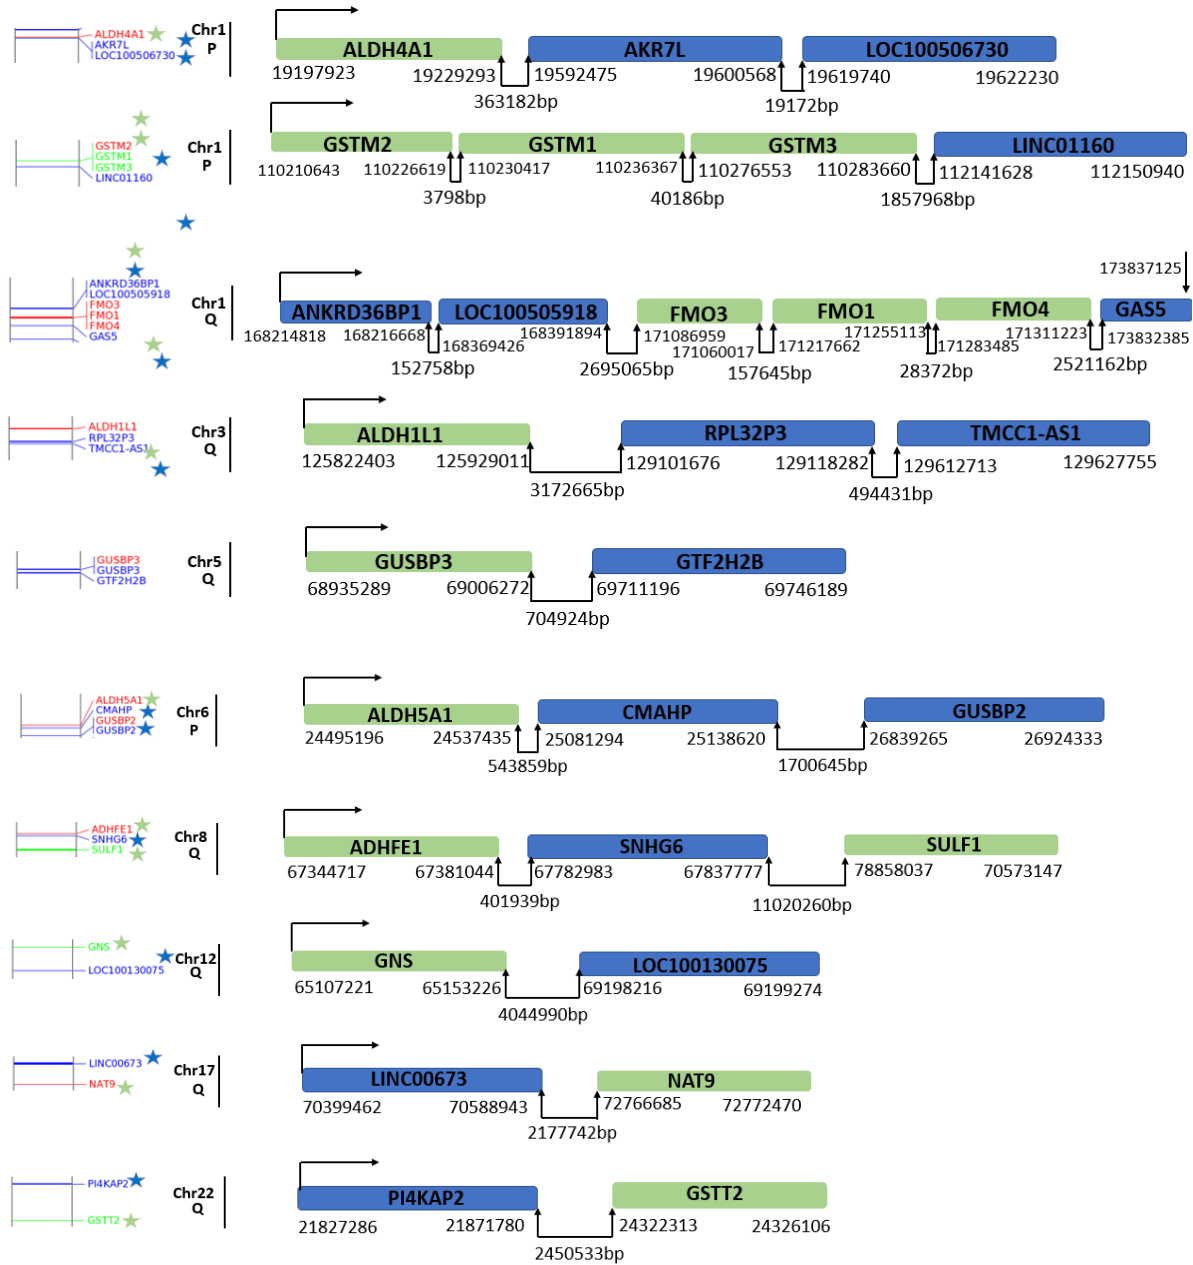 ALDH4A1
AKR7L
LOC100506730
Chr1
P
ALDH4A1
AKR7L
LOC100506730
19197923
19229293
19592475
19600568
19619740
19622230
363182bp
19172bp
GSTM2
GSTM1
GSTM3
LINC01160
Chr1
P
GSTM2
GSTM1
GSTM3
LINC01160
110210643
110226619
110230417
110236367
110276553
110283660
112141628
112150940
3798bp
40186bp
1857968bp
ANKRD36BP1
LOC100505918
FMO3
FMO1
FMO4
GAS5
Chr1
Q
173837125
ANKRD36BP1
LOC100505918
FMO3
FMO1
FMO4
GAS5
168214818
168216668
168369426
168391894
171086959
171060017
171217662
171255113
171283485
171311223
173832385
152758bp
2695065bp
157645bp
28372bp
2521162bp
ALDH1L1
RPL32P3
TMCC1-AS1
Chr3
Q
ALDH1L1
RPL32P3
TMCC1-AS1
125822403
125929011
129101676
129118282
129612713
129627755
3172665bp
494431bp
GUSBP3
GUSBP3
GTF2H2B
Chr5
Q
GUSBP3
GTF2H2B
68935289
69006272
69711196
69746189
704924bp
ALDH5A1
CMAHP
GUSBP2
GUSBP2
Chr6
P
ALDH5A1
CMAHP
GUSBP2
24495196
24537435
25081294
25138620
26839265
26924333
543859bp
1700645bp
ADHFE1
SNHG6
SULF1
Chr8
Q
ADHFE1
SNHG6
SULF1
67344717
67381044
67782983
67837777
78858037
70573147
401939bp
11020260bp
GNS
LOC100130075
Chr12
Q
GNS
LOC100130075
65107221
65153226
69198216
69199274
4044990bp
LINC00673
NAT9
Chr17
Q
LINC00673
NAT9
70399462
70588943
72766685
72772470
2177742bp
PI4KAP2
GSTT2
Chr22
Q
PI4KAP2
GSTT2
21827286
21871780
24322313
24326106
2450533bp